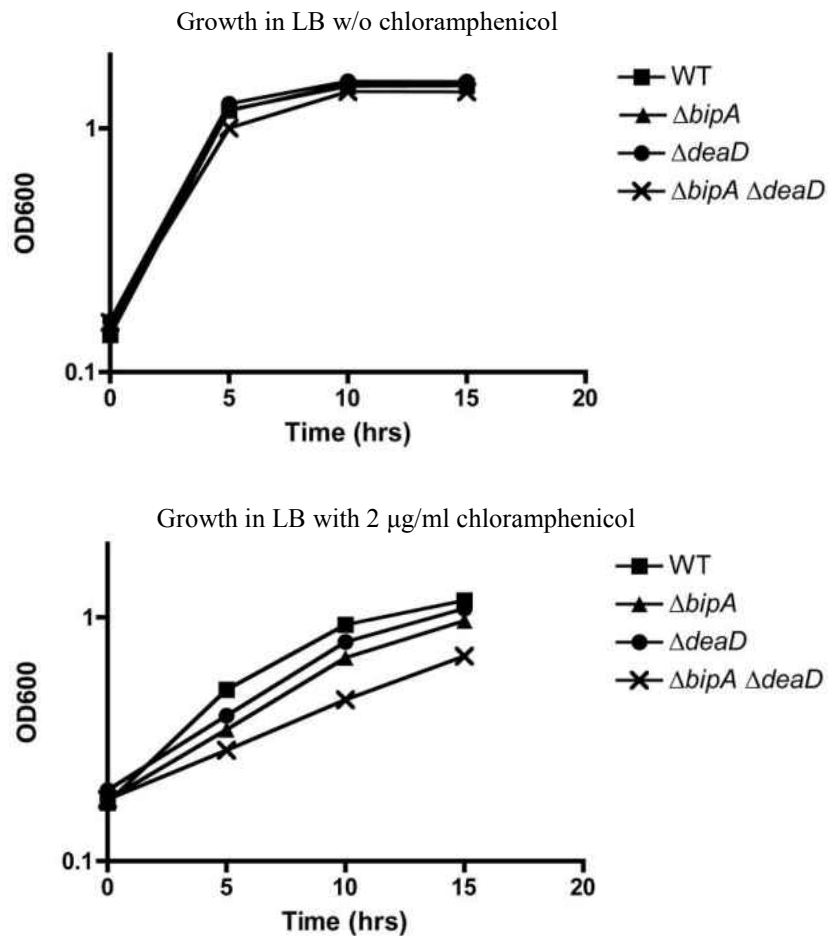 Growth in LB w/o chloramphenicol
WT
ΔbipA
ΔdeaD
ΔbipA ΔdeaD
OD600
1
0.1
0 5 10 15 20
Time (hrs)
Growth in LB with 2 μg/ml chloramphenicol
WT
ΔbipA
ΔdeaD
ΔbipA ΔdeaD
OD600
1
0.1
0 5 10 15 20
Time (hrs)